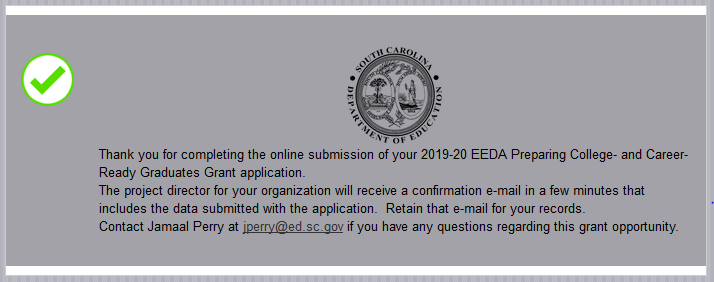 SOUTH CAROLINA
DEPARTMENT OF EDUCATION
Thank you for completing the online submission of your 2019-20 EEDA Preparing College- and Career-
Ready Graduates Grant application.
The project director for your organization will receive a confirmation e-mail in a few minutes that
includes the data submitted with the application.  Retain that e-mail for your records.
Contact Jamaal Perry at jperry@ed.sc.gov if you have any questions regarding this grant opportunity.